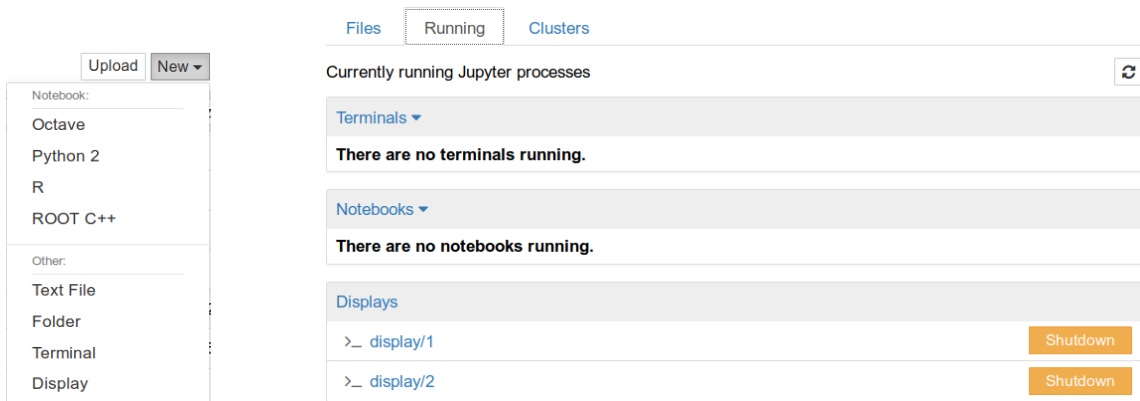 Upload New
Notebook:
Octave
Python 2
R
ROOT C++
Other:
Text File
Folder
Terminal
Display
Files Running Clusters
Currently running Jupyter processes
Terminals
There are no terminals running.
Notebooks
There are no notebooks running.
Displays
>_ display/1 Shutdown
>_ display/2 Shutdown